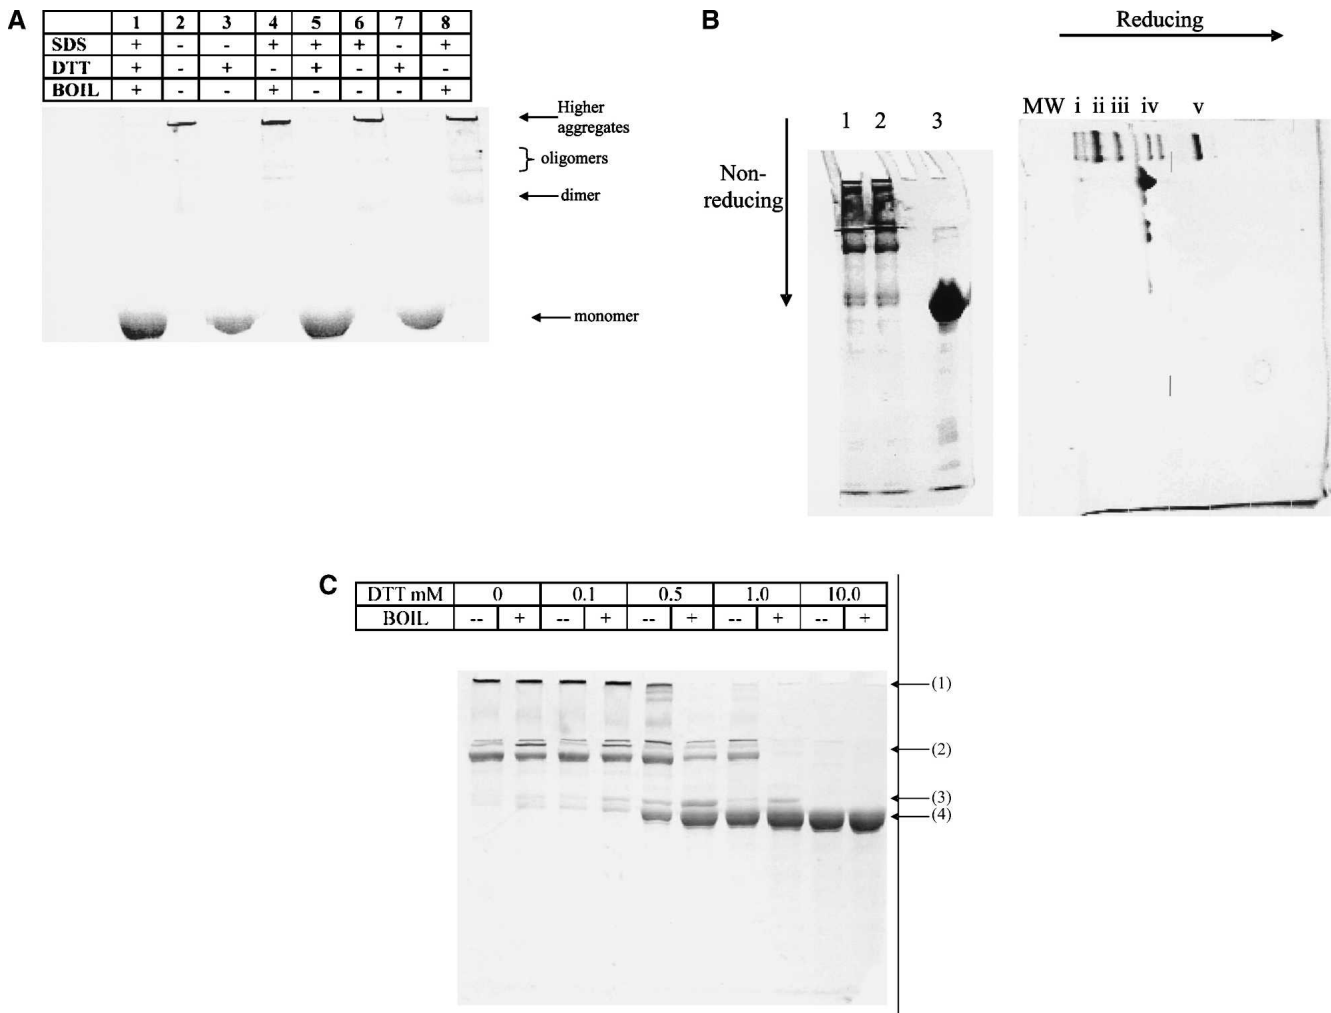 A
1 2 3 4 5 6 7 8
SDS + - - + + + - +
DTT + - + - + - + -
BOIL + - - + - - - +
Higher
aggregates
oligomers
dimer
monomer
B
Non-
reducing
1 2 3
Reducing
MW i ii iii iv v
C
DTT mM 0 0.1 0.5 1.0 10.0
BOIL -- + -- + -- + -- + -- +
(1)
(2)
(3)
(4)